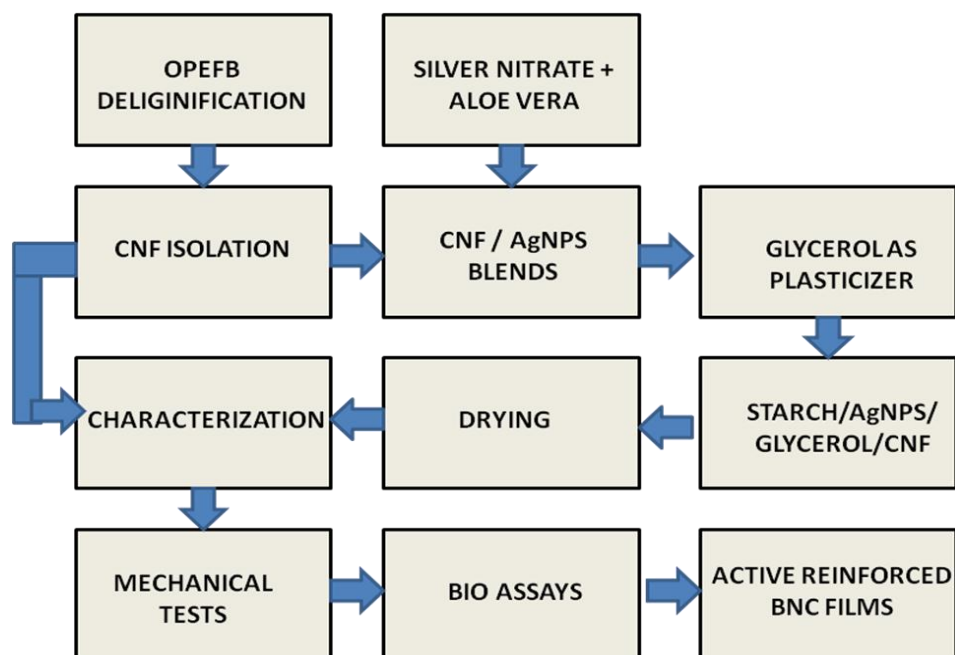 OPEFB
DELIGINIFICATION
SILVER NITRATE +
ALOE VERA
CNF ISOLATION
CNF / AgNPS
BLENDS
GLYCEROL AS
PLASTICIZER
CHARACTERIZATION
DRYING
STARCH/AgNPS/
GLYCEROL/CNF
MECHANICAL
TESTS
BIO ASSAYS
ACTIVE REINFORCED
BNC FILMS